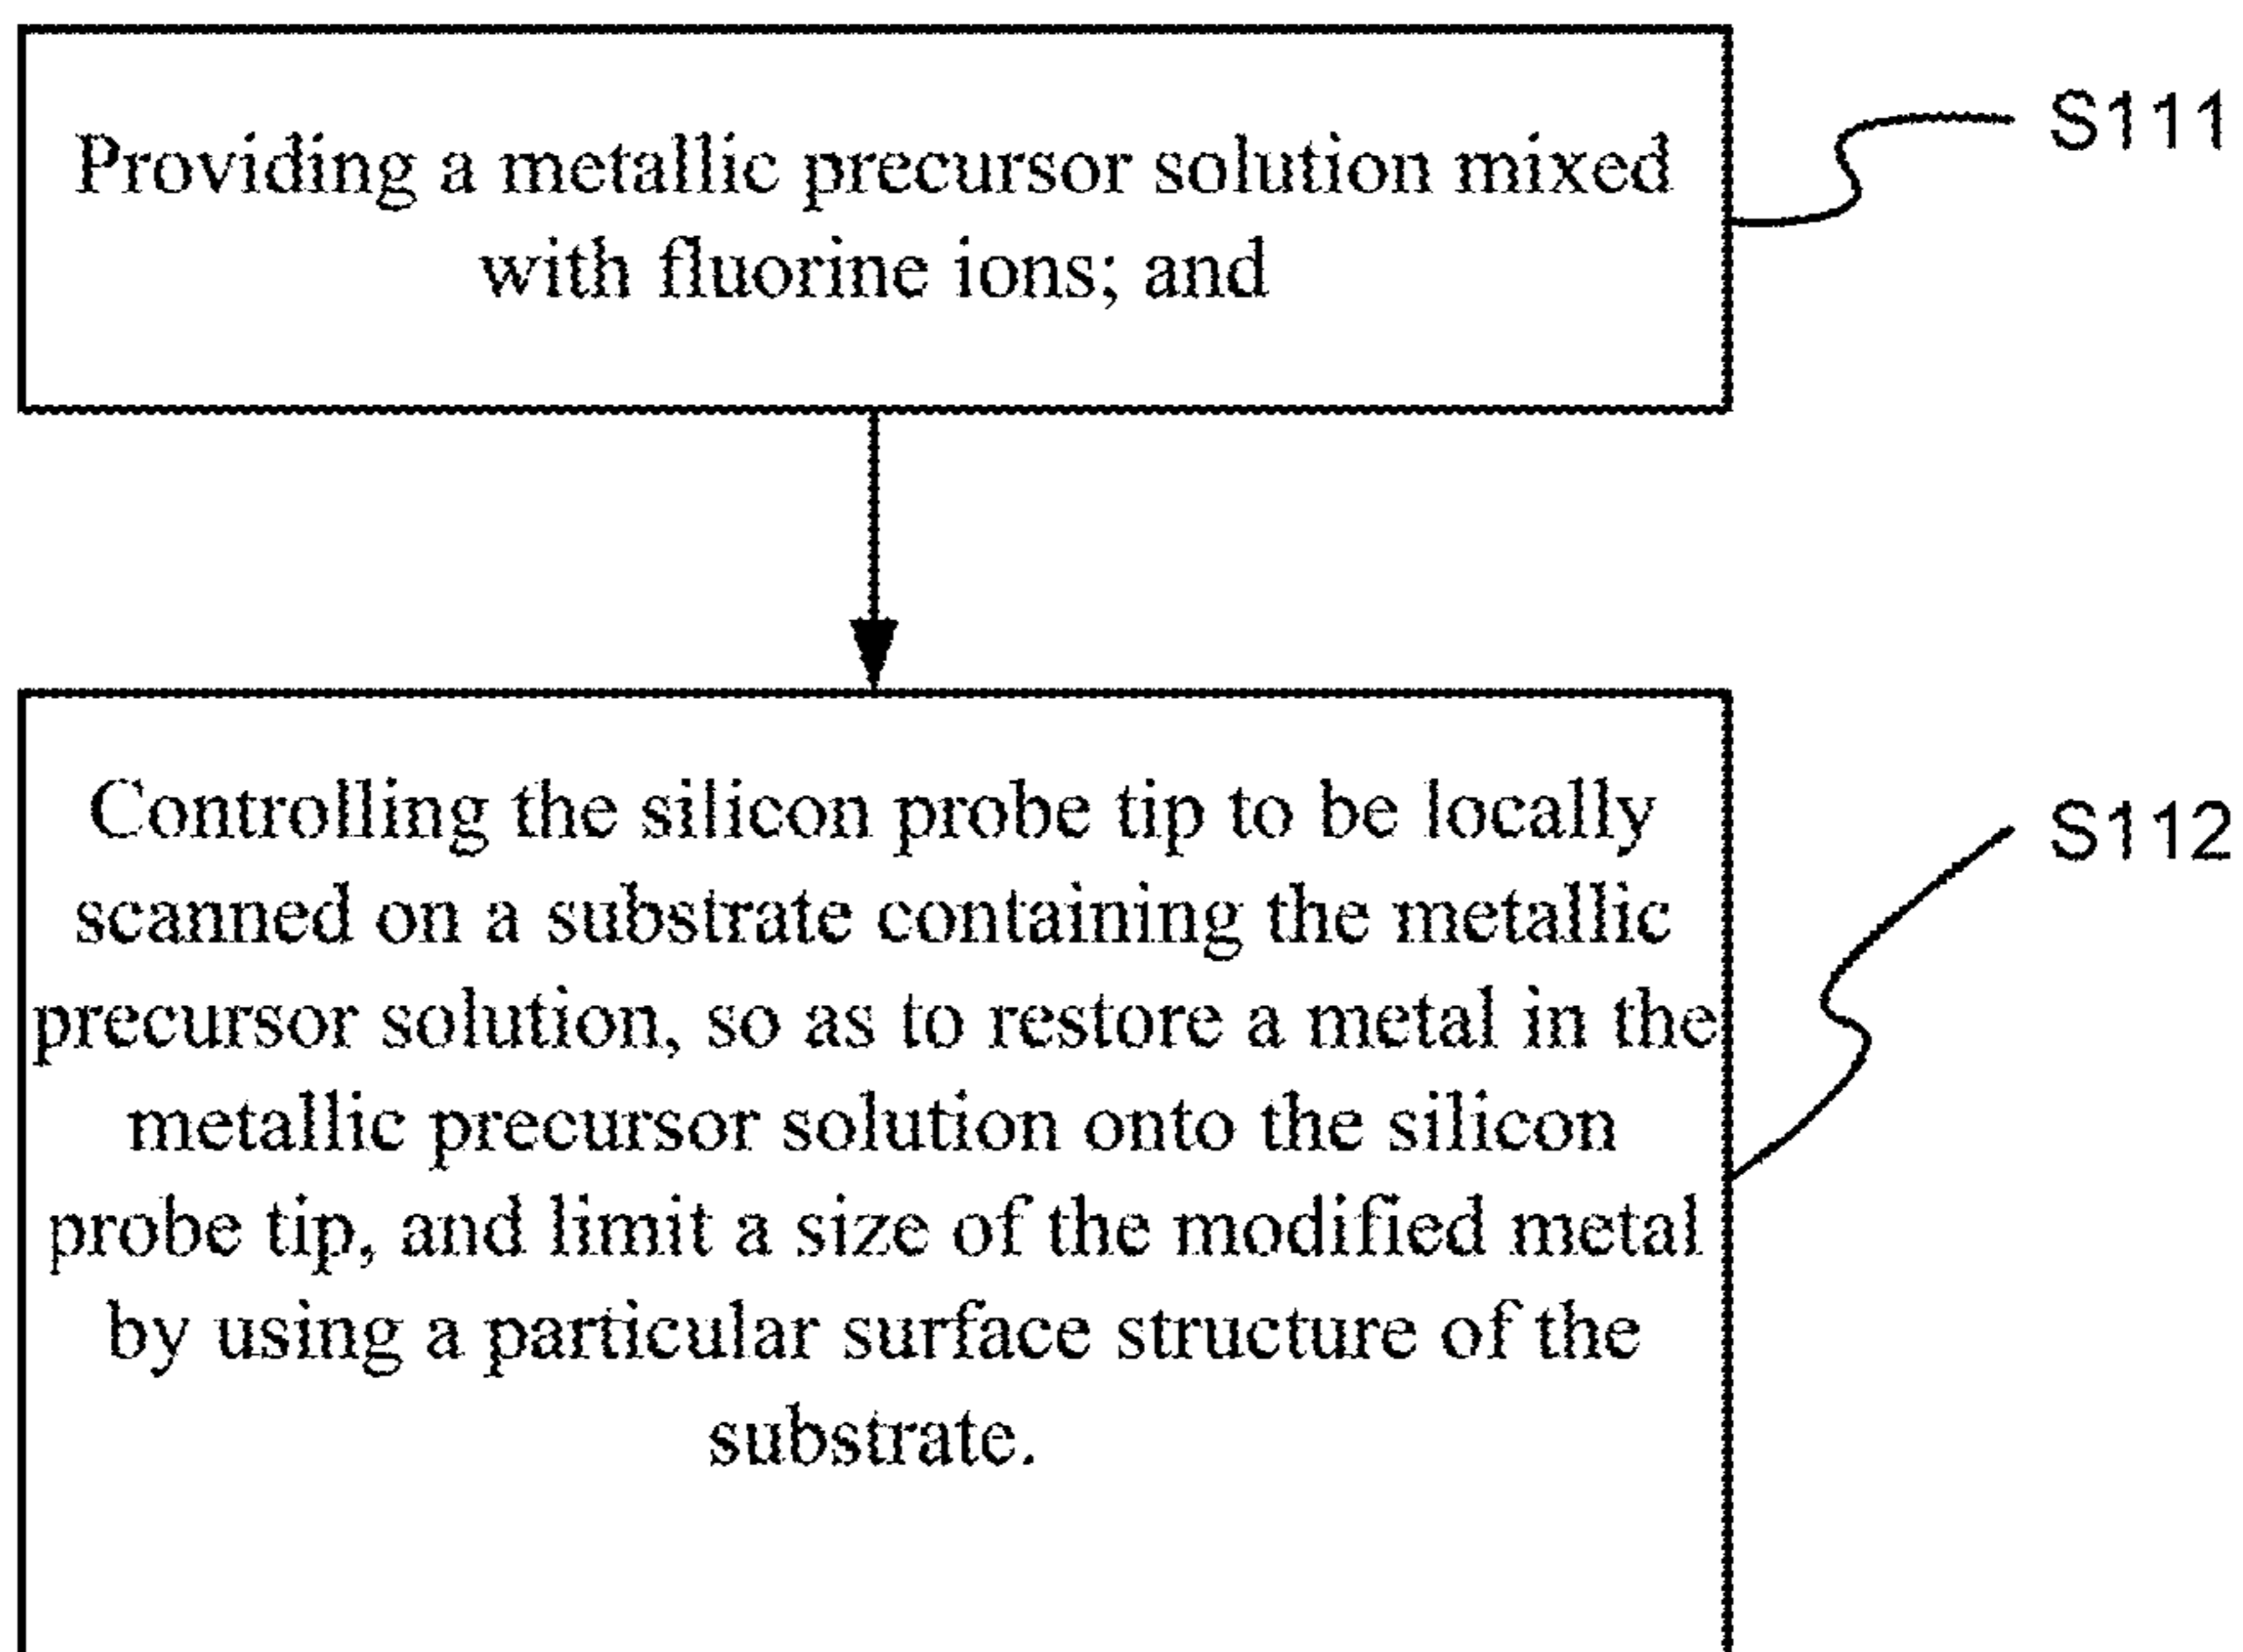 Providing a metallic precursor solution mixed
with fluorine ions; and
S111
Controlling the silicon probe tip to be locally
scanned on a substrate containing the metallic
precursor solution, so as to restore a metal in the
metallic precursor solution onto the silicon
probe tip, and limit a size of the modified metal
by using a particular surface structure of the
substrate.
S112